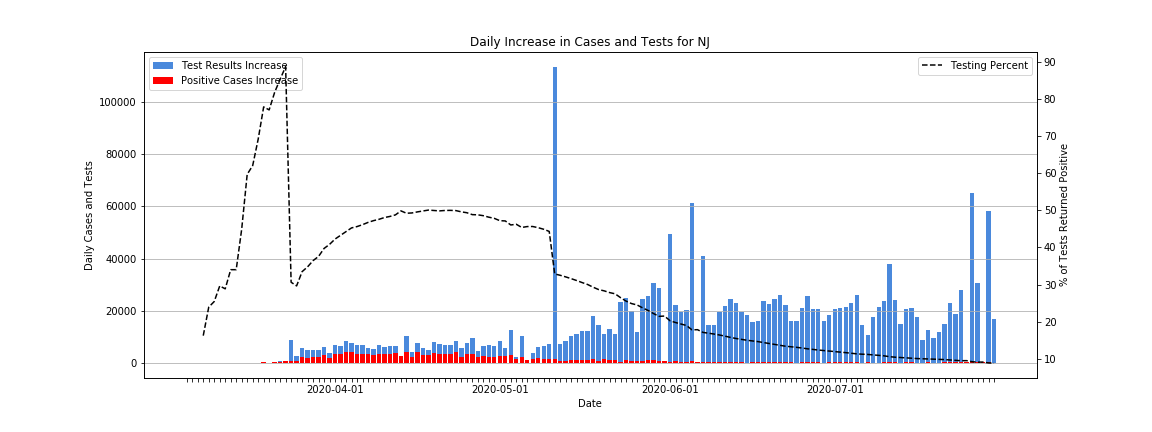 Daily Increase in Cases and Tests for NJ
Test Results Increase
Positive Cases Increase
Testing Percent
Daily Cases and Tests
100000
80000
60000
40000
20000
0
90
80
70
60
50
40
30
20
10
% of Tests Returned Positive
2020-04-01
2020-05-01
2020-06-01
2020-07-01
Date